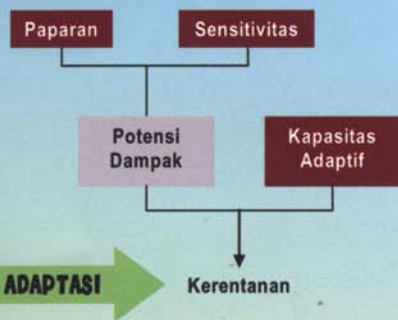 Paparan
Sensitivitas
Potensi
Dampak
Kapasitas
Adaptif
ADAPTASI
Kerentanan